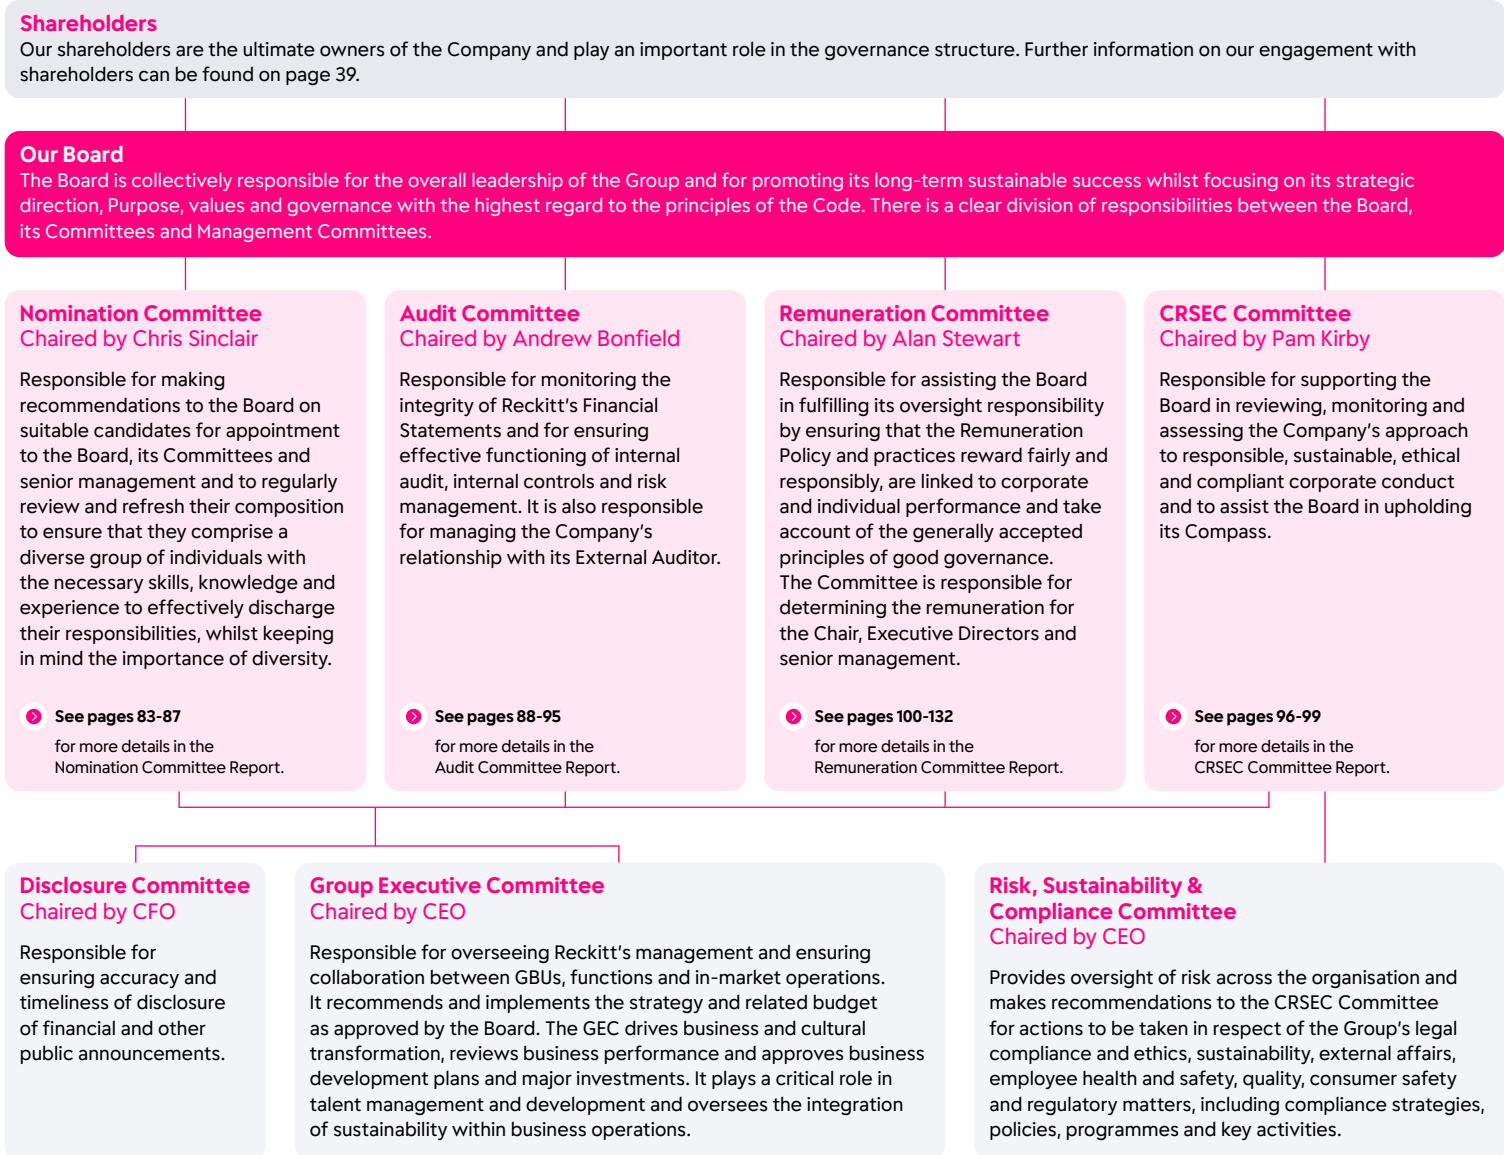 Shareholders
Our shareholders are the ultimate owners of the Company and play an important role in the governance structure. Further information on our engagement with
shareholders can be found on page 39.
Our Board
The Board is collectively responsible for the overall leadership of the Group and for promoting its long-term sustainable success whilst focusing on its strategic
direction, Purpose, values and governance with the highest regard to the principles of the Code. There is a clear division of responsibilities between the Board,
its Committees and Management Committees.
Nomination Committee
Chaired by Chris Sinclair
Responsible for making
recommendations to the Board on
suitable candidates for appointment
to the Board, its Committees and
senior management and to regularly
review and refresh their composition
to ensure that they comprise a
diverse group of individuals with
the necessary skills, knowledge and
experience to effectively discharge
their responsibilities, whilst keeping
in mind the importance of diversity.
See pages 83-87
for more details in the
Nomination Committee Report.
Audit Committee
Chaired by Andrew Bonfield
Responsible for monitoring the
integrity of Reckitt's Financial
Statements and for ensuring
effective functioning of internal
audit, internal controls and risk
management. It is also responsible
for managing the Company's
relationship with its External Auditor.
See pages 88-95
for more details in the
Audit Committee Report.
Remuneration Committee
Chaired by Alan Stewart
Responsible for assisting the Board
in fulfilling its oversight responsibility
by ensuring that the Remuneration
Policy and practices reward fairly and
responsibly, are linked to corporate
and individual performance and take
account of the generally accepted
principles of good governance.
The Committee is responsible for
determining the remuneration for
the Chair, Executive Directors and
senior management.
See pages 100-132
for more details in the
Remuneration Committee Report.
CRSEC Committee
Chaired by Pam Kirby
Responsible for supporting the
Board in reviewing, monitoring and
assessing the Company's approach
to responsible, sustainable, ethical
and compliant corporate conduct
and to assist the Board in upholding
its Compass.
See pages 96-99
for more details in the
CRSEC Committee Report.
Disclosure Committee
Chaired by CFO
Responsible for
ensuring accuracy and
timeliness of disclosure
of financial and other
public announcements.
Group Executive Committee
Chaired by CEO
Responsible for overseeing Reckitt's management and ensuring
collaboration between GBUs, functions and in-market operations.
It recommends and implements the strategy and related budget
as approved by the Board. The GEC drives business and cultural
transformation, reviews business performance and approves business
development plans and major investments. It plays a critical role in
talent management and development and oversees the integration
of sustainability within business operations.
Risk, Sustainability &
Compliance Committee
Chaired by CEO
Provides oversight of risk across the organisation and
makes recommendations to the CRSEC Committee
for actions to be taken in respect of the Group's legal
compliance and ethics, sustainability, external affairs,
employee health and safety, quality, consumer safety
and regulatory matters, including compliance strategies,
policies, programmes and key activities.